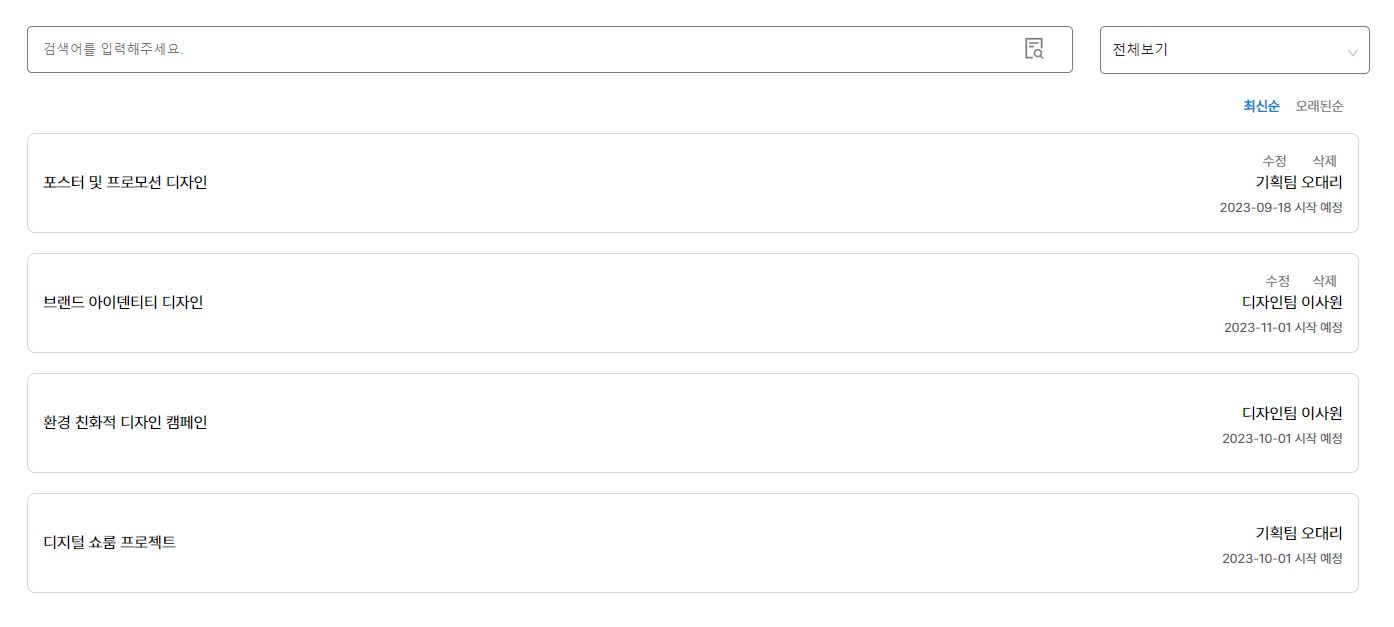 검색어를 입력해주세요.
전체보기
최신순 오래된순
수정 삭제
포스터 및 프로모션 디자인
기획팀 오대리
2023-09-18 시작 예정
수정 삭제
브랜드 아이덴티티 디자인
디자인팀 이사원
2023-11-01 시작 예정
환경 친화적 디자인 캠페인
디자인팀 이사원
2023-10-01 시작 예정
디지털 쇼룸 프로젝트
기획팀 오대리
2023-10-01 시작 예정